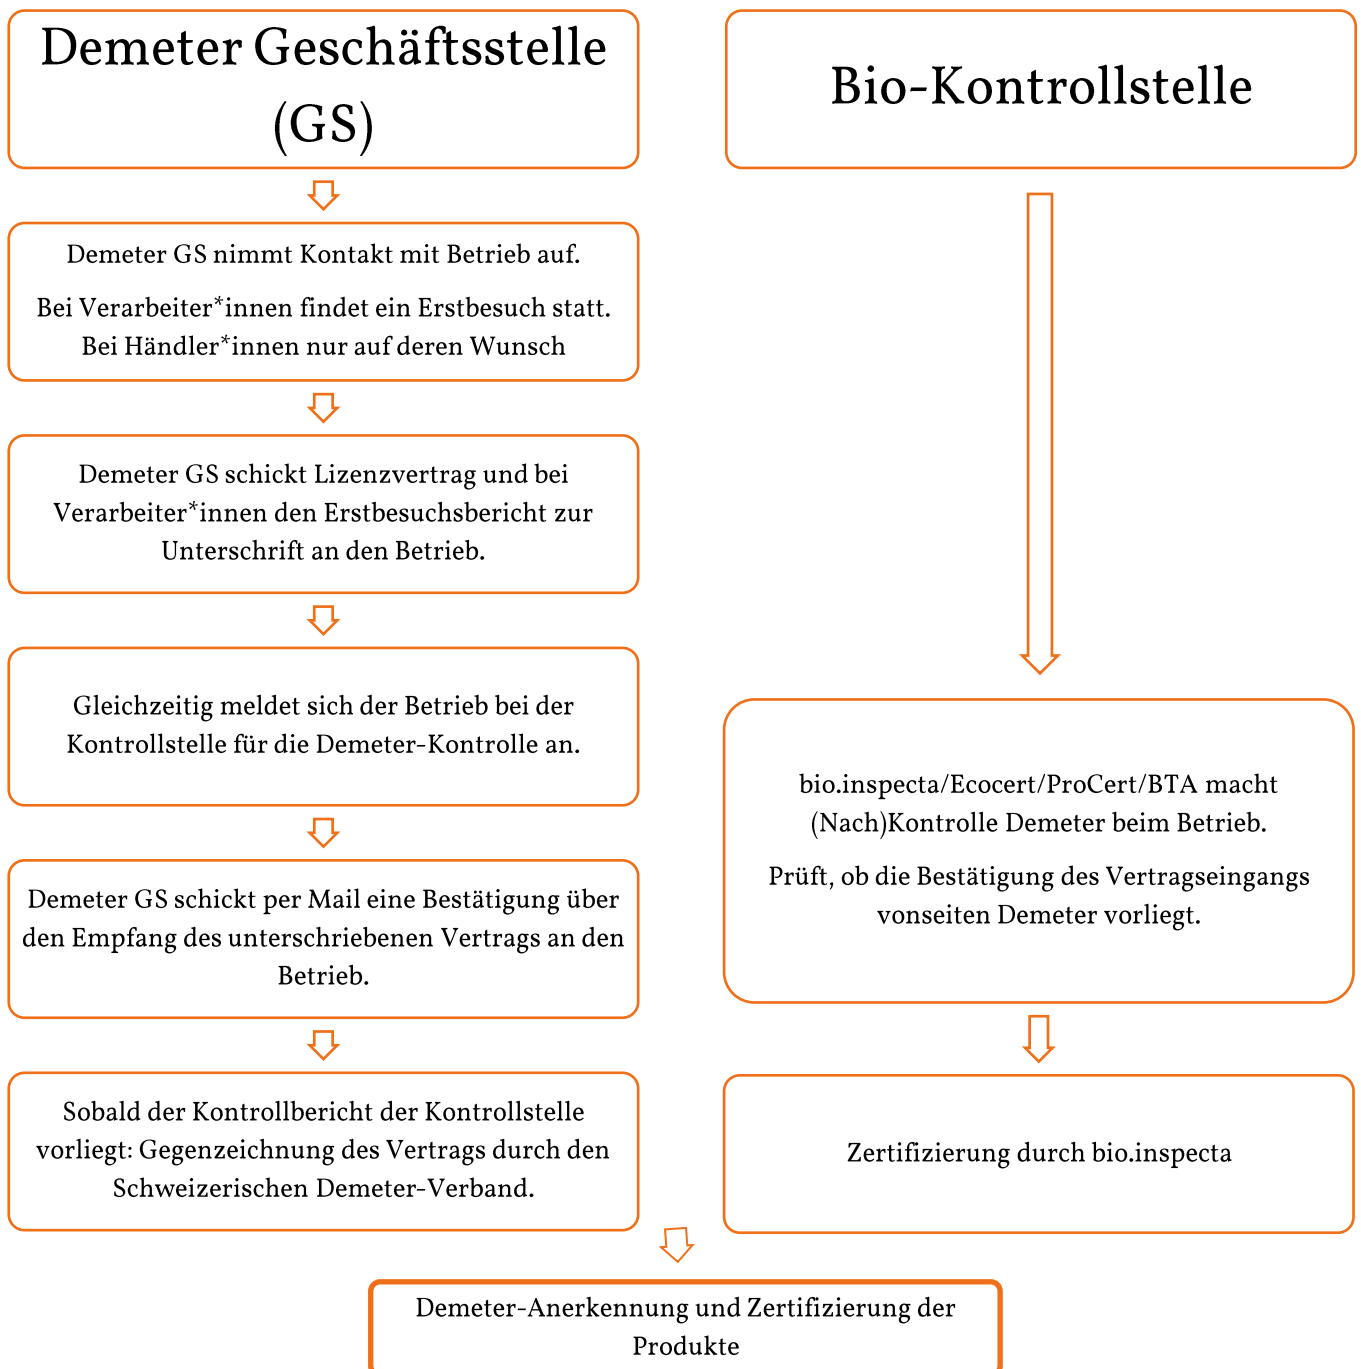 Demeter Geschäftsstelle
(GS)
Demeter GS nimmt Kontakt mit Betrieb auf.
Bei Verarbeiter*innen findet ein Erstbesuch statt.
Bei Händler*innen nur auf deren Wunsch
Demeter GS schickt Lizenzvertrag und bei
Verarbeiter*innen den Erstbesuchsbericht zur
Unterschrift an den Betrieb.
Gleichzeitig meldet sich der Betrieb bei der
Kontrollstelle für die Demeter-Kontrolle an.
Demeter GS schickt per Mail eine Bestätigung über
den Empfang des unterschriebenen Vertrags an den
Betrieb.
Sobald der Kontrollbericht der Kontrollstelle
vorliegt: Gegenzeichnung des Vertrags durch den
Schweizerischen Demeter-Verband.
Bio-Kontrollstelle
bio.inspecta/Ecocert/ProCert/BTA macht
(Nach)Kontrolle Demeter beim Betrieb.
Prüft, ob die Bestätigung des Vertragseingangs
vonseiten Demeter vorliegt.
Zertifizierung durch bio.inspecta
Demeter-Anerkennung und Zertifizierung der
Produkte